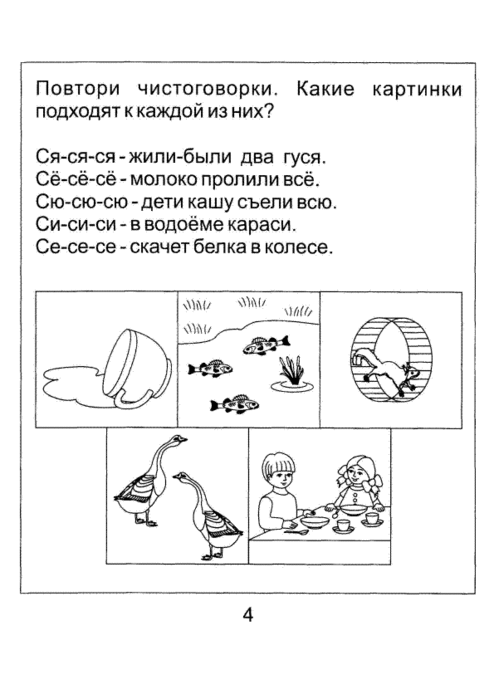 Повтори чистоговорки. Какие картинки
подходят к каждой из них?
Ся-ся-ся - жили-были два гуся.
Сё-сё-сё - молоко пролили всё.
Сю-сю-сю - дети кашу съели всю.
Си-си-си - в водоёме караси.
Се-се-се - скачет белка в колесе.
4